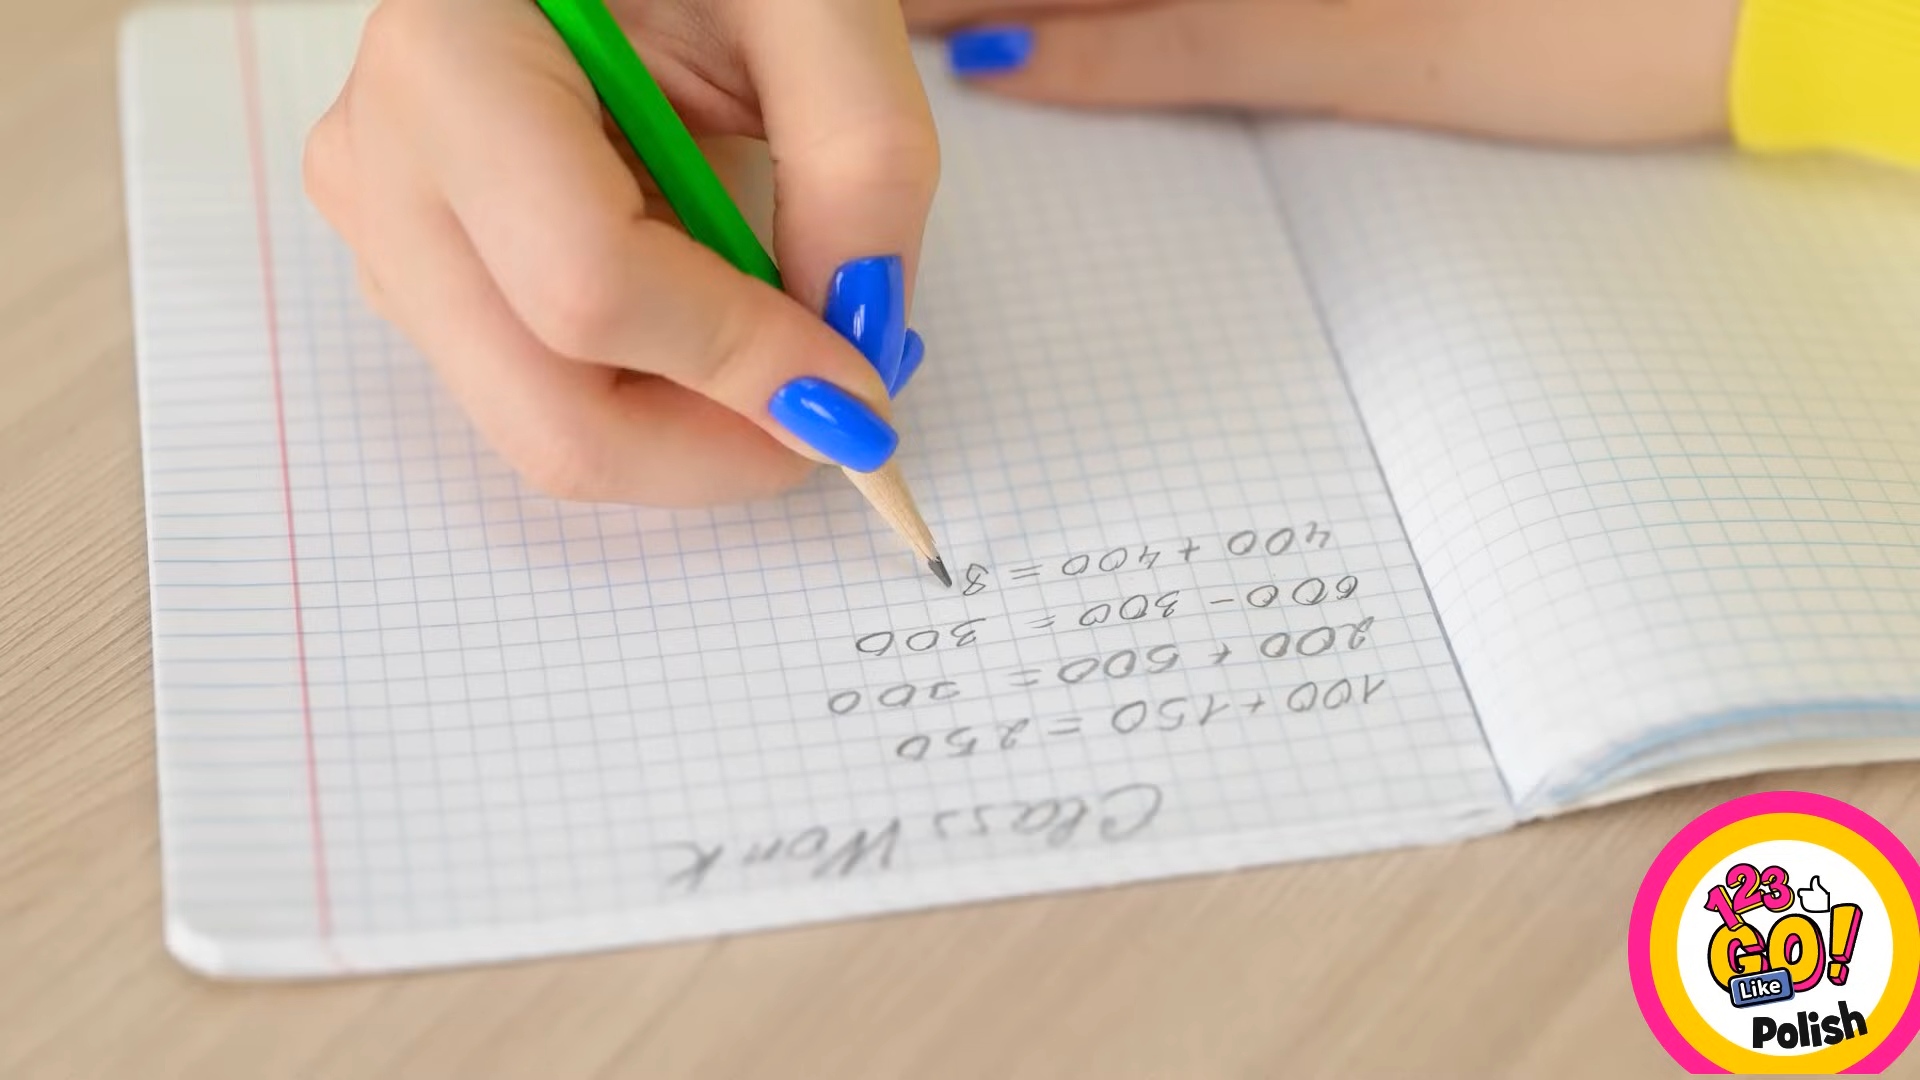 Class Work
100 + 150 = 250
200 + 500 = 700
600 - 300 = 300
400 + 400 = 8
123
GO!
Like
Polish